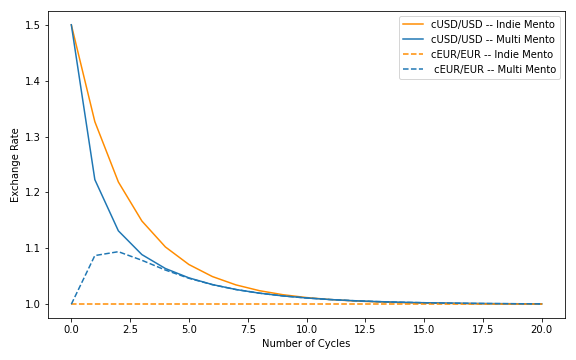 cUSD/USD -- Indie Mento
cUSD/USD -- Multi Mento
cEUR/EUR -- Indie Mento
cEUR/EUR -- Multi Mento
Exchange Rate
1.5
1.4
1.3
1.2
1.1
1.0
0.0 2.5 5.0 7.5 10.0 12.5 15.0 17.5 20.0
Number of Cycles